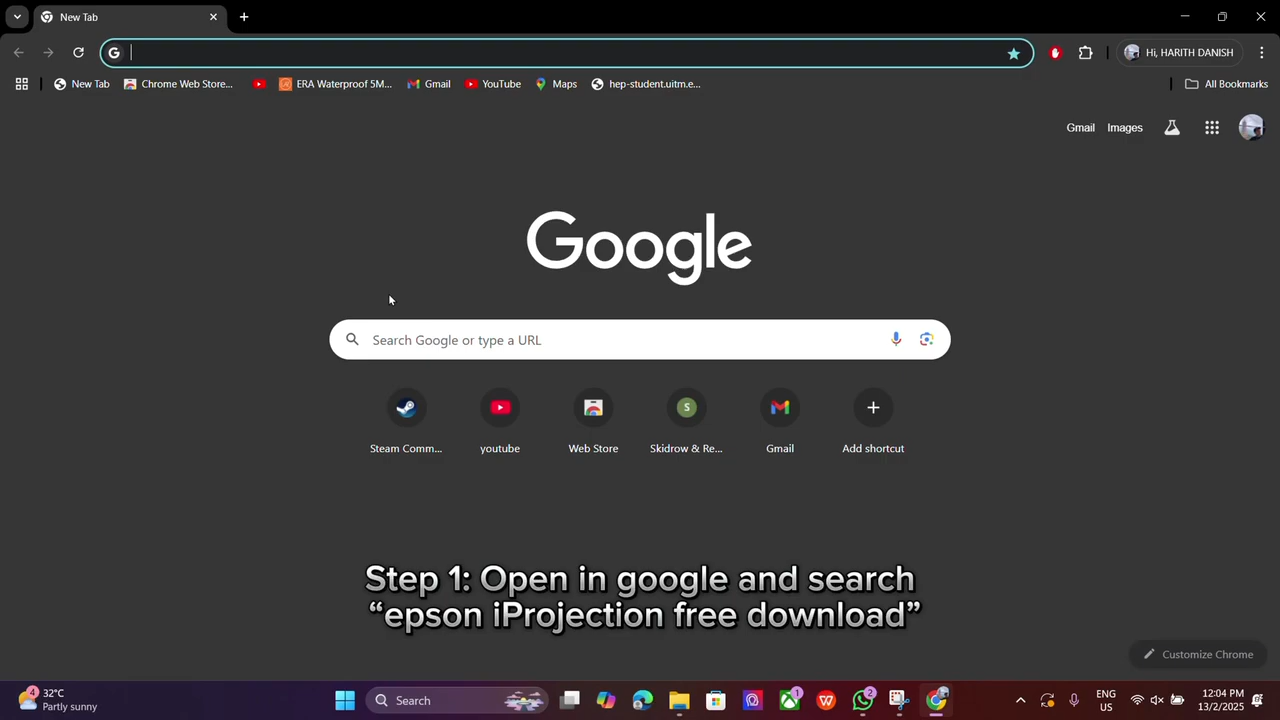 New Tab
Hi, HARITH DANISH
New Tab
Chrome Web Store...
ERA Waterproof 5M...
Gmail
YouTube
Maps
hep-student.uitm.e...
All Bookmarks
Gmail
Images
Google
Search Google or type a URL
S
Steam Comm...
youtube
Web Store
Skidrow & Re...
Gmail
Add shortcut
Step 1: Open in google and search
“epson iProjection free download”
Customize Chrome
4
32°C
Partly sunny
Search
1
2
ENG
US
12:04 PM
13/2/2025